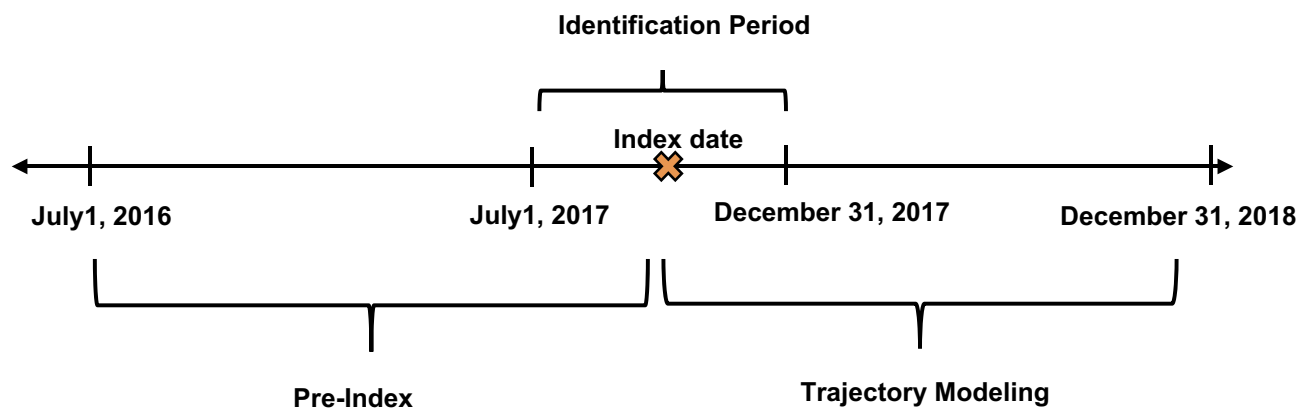 Identification Period
Index date
July1, 2016
July1, 2017
December 31, 2017
December 31, 2018
Pre-Index
Trajectory Modeling